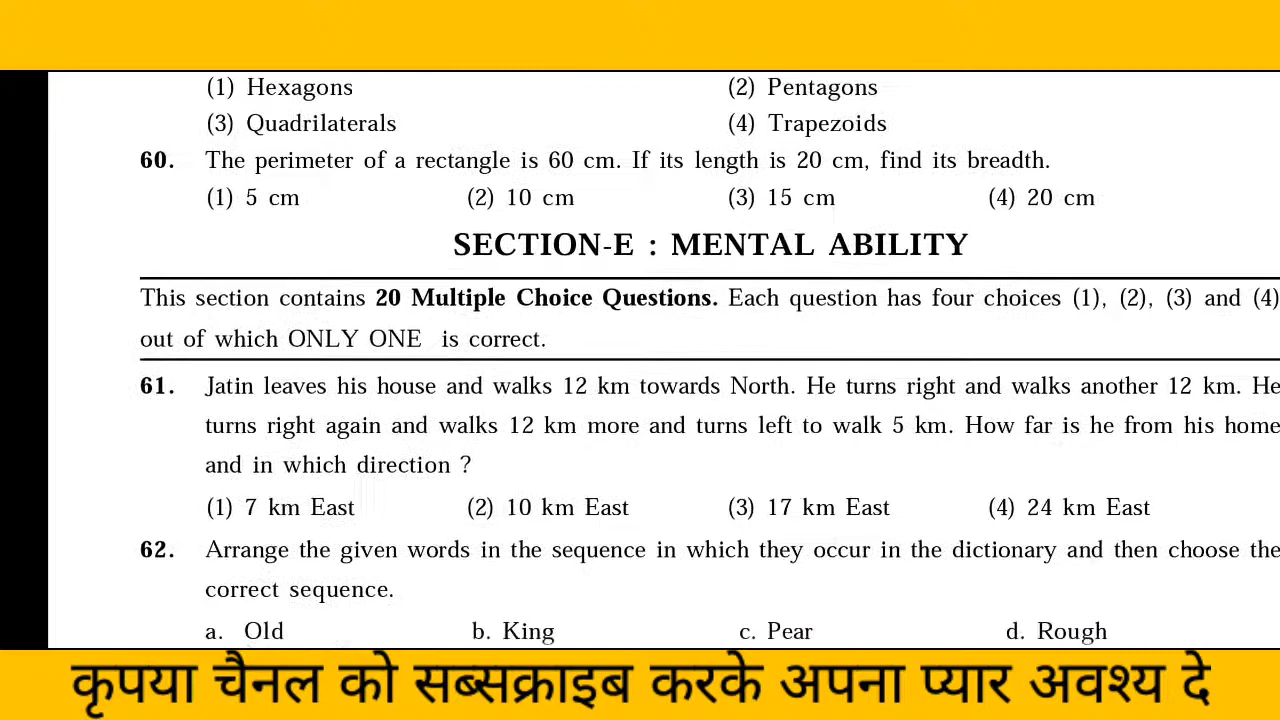 (1) Hexagons (2) Pentagons
(3) Quadrilaterals (4) Trapezoids
60. The perimeter of a rectangle is 60 cm. If its length is 20 cm, find its breadth.
(1) 5 cm (2) 10 cm (3) 15 cm (4) 20 cm
SECTION-E : MENTAL ABILITY
This section contains 20 Multiple Choice Questions. Each question has four choices (1), (2), (3) and (4)
out of which ONLY ONE is correct.
61. Jatin leaves his house and walks 12 km towards North. He turns right and walks another 12 km. He
turns right again and walks 12 km more and turns left to walk 5 km. How far is he from his home
and in which direction ?
(1) 7 km East (2) 10 km East (3) 17 km East (4) 24 km East
62. Arrange the given words in the sequence in which they occur in the dictionary and then choose the
correct sequence.
a. Old b. King c. Pear d. Rough
कृपया चैनल को सब्सक्राइब करके अपना प्यार अवश्य दे